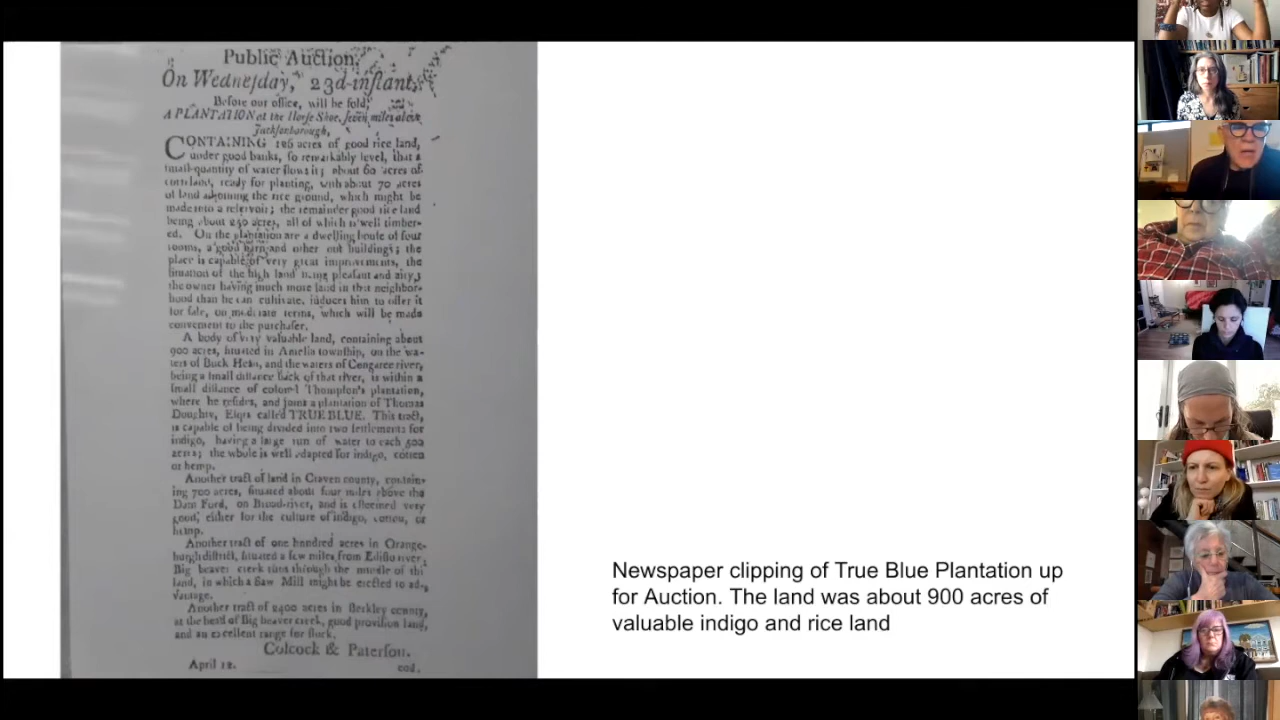 Public Auction.
On Wedneſday, 23d-inſtant,
Before our office, will be ſold,
A PLANTATION at the Horſe Shoe, ſeven miles above
Jackſonborough,
CONTAINING acres of good rice land,
under good banks, ſo remarkably level, that a
ſmall quantity of water flows it; about 60 acres of
corn land, ready for planting, with about 70 acres
of land adjoining the rice ground, which might be
made into a reſervoir; the remainder good rice land
being about 250 acres, all of which is well timber-
ed. On the plantation are a dwelling houſe of four
rooms, a good barn and other out buildings; the
place is capable of very great improvements, the
ſituation of the high land being pleaſant and airy;
the owner having much more land in that neighbor-
hood than he can cultivate, induces him to offer it
for ſale, on moderate terms, which will be made
convenient to the purchaſer.
A body of very valuable land, containing about
900 acres, ſituated in Amelia townſhip, on the wa-
ters of Buck Head, and the waters of Congaree river,
being a ſmall diſtance back of that river, is within a
ſmall diſtance of colonel Thompſon's plantation,
where he reſides, and joins a plantation of Thomas
Doughty, Eſqrs called TRUE BLUE. This tract,
is capable of being divided into two ſettlements for
indigo, having a large run of water to each 500
acres; the whole is well adapted for indigo, cotton
or hemp.
Another tract of land in Craven county, contain-
ing 700 acres, ſituated about four miles above the
Dam Ford, on Broad-river, and is eſteemed very
good, either for the culture of indigo, cotton, or
hemp.
Another tract of one hundred acres in Orange-
burgh diſtrict, ſituated a few miles from Ediſto river;
Big beaver creek runs through the middle of the
land, in which a Saw Mill might be erected to ad-
vantage.
Another tract of 2400 acres in Berkley county,
at the head of Big beaver creek, good proviſion land,
and an excellent range for ſtock.
Colcock & Paterſon.
April 12. eod.
Newspaper clipping of True Blue Plantation up
for Auction. The land was about 900 acres of
valuable indigo and rice land